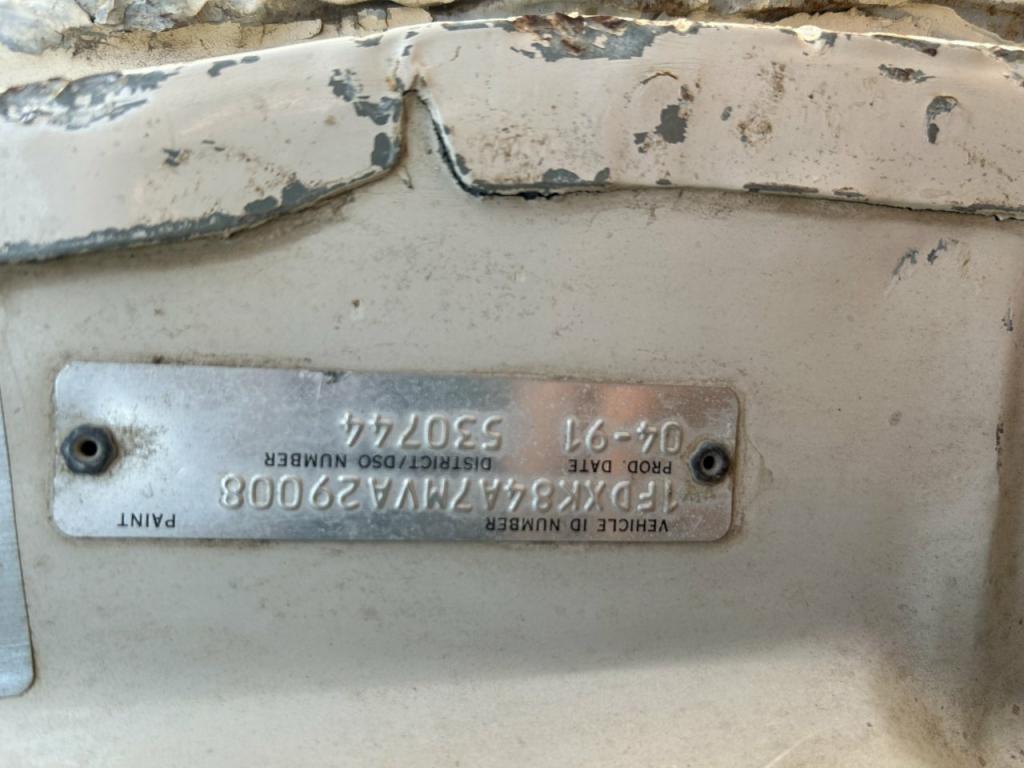 VEHICLE ID NUMBER PAINT
1FDXK84A7MVA29008
PROD. DATE DISTRICT/DSO NUMBER
04-91 530744